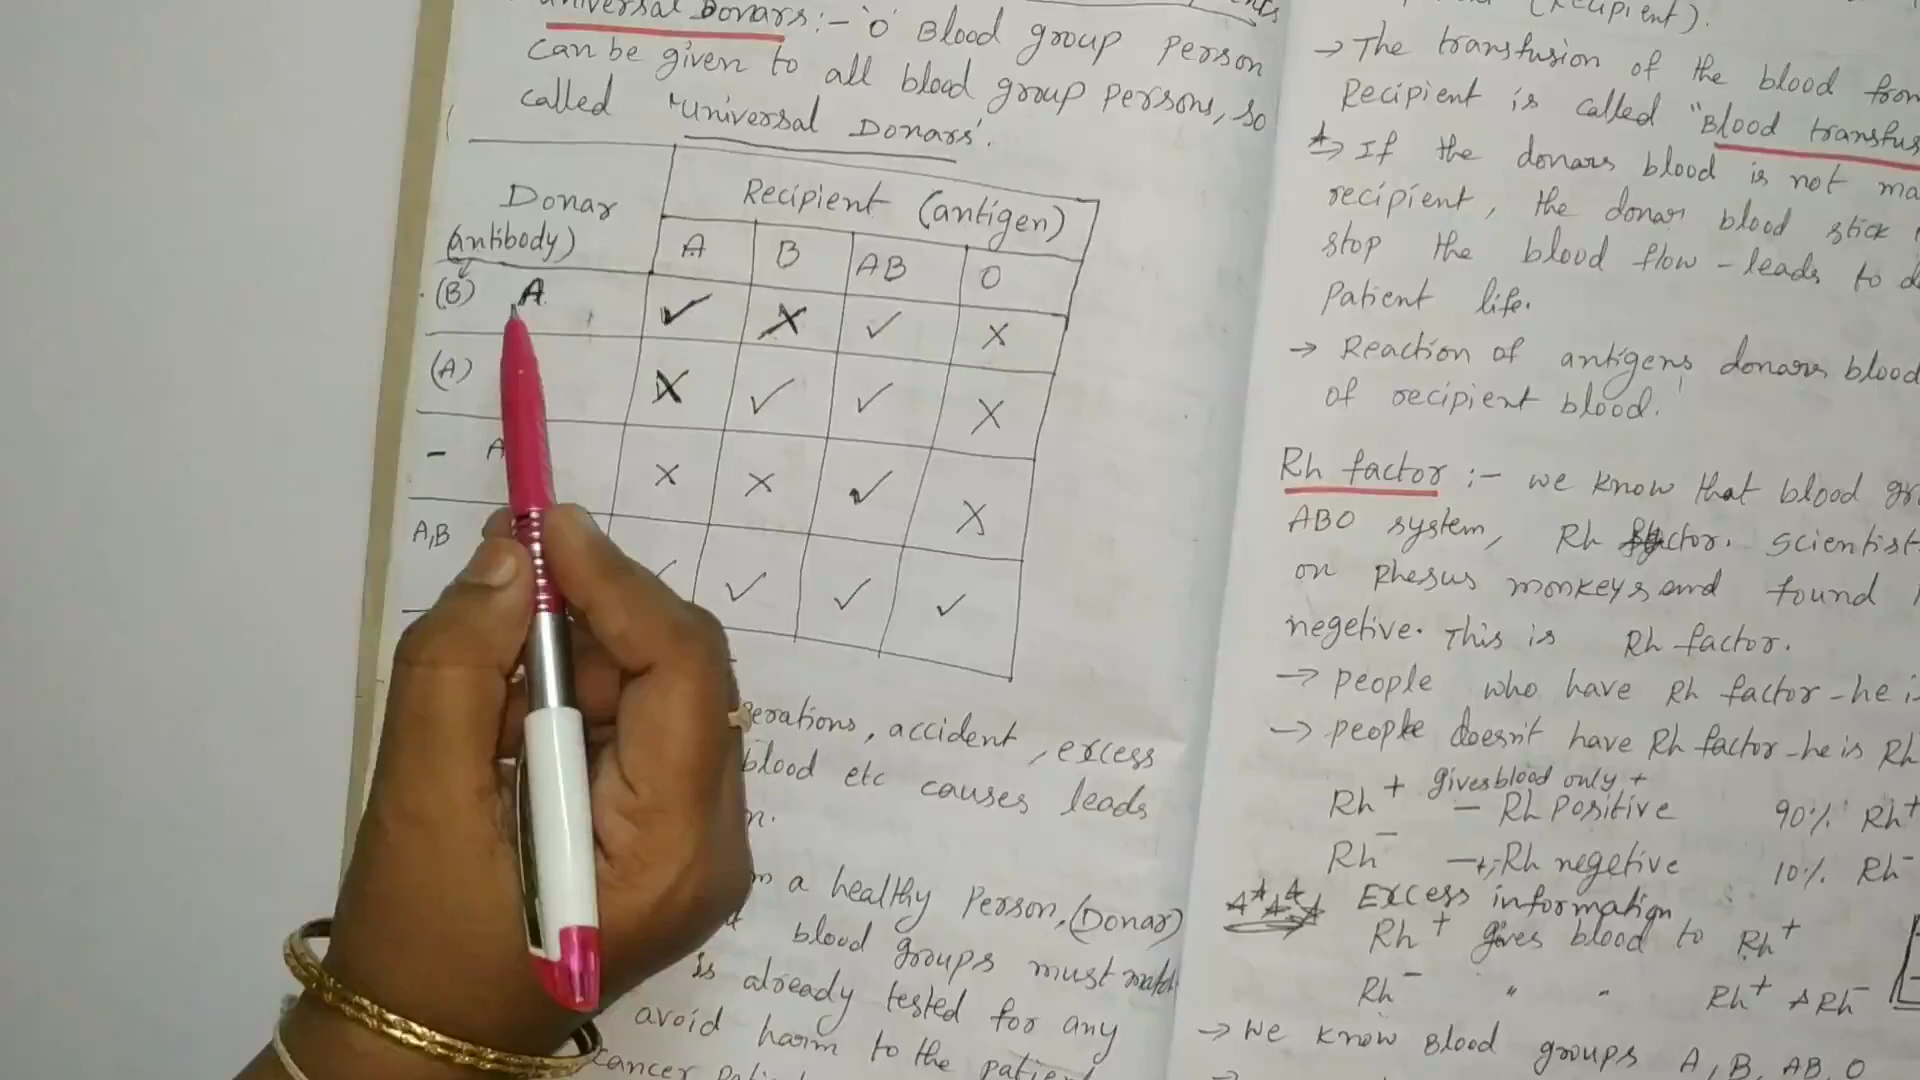 Universal Donars :- 'O' Blood group person
can be given to all blood group persons, so
called 'Universal Donars'.
Donar
(antibody)
Recipient (antigen)
A B AB O
(B) A ✓ X ✓ X
(A) X ✓ ✓ X
- A X X ✓ X
A,B ✓ ✓ ✓ ✓
erations, accident, excess
blood etc causes leads
n.
a healthy Person, (Donar)
blood groups must match
is already tested for any
avoid harm to the patient
cancer
(Recipient).
→ The transfusion of the blood from
Recipient is called "Blood transfus
→ If the donars blood is not ma
recipient, the donar blood stick
stop the blood flow - leads to d
Patient life.
→ Reaction of antigens donars blood
of recipient blood.
Rh factor :- we know that blood gr
ABO system, Rh factor. Scientist
on Rhesus monkeys and found
negetive. This is Rh factor.
→ People who have Rh factor - he is
→ people doesn't have Rh factor - he is Rh
Rh+ gives blood only +
- Rh Positive 90% Rh+
Rh- - +,- Rh negetive 10% Rh-
Excess information
Rh+ gives blood to Rh+
Rh- " " Rh+ & Rh-
→ We know Blood groups A, B, AB, O